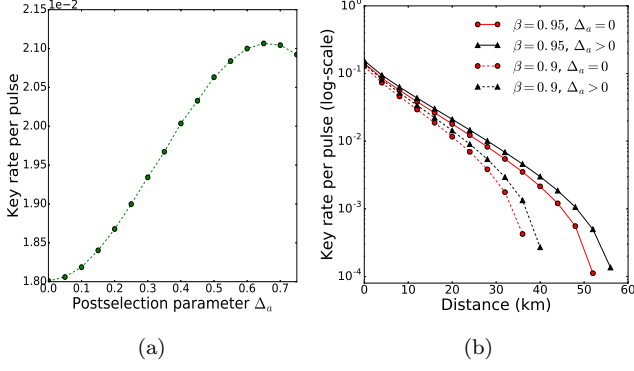 1e−2
2.15
2.10
2.05
2.00
1.95
1.90
1.85
1.80
0.0 0.1 0.2 0.3 0.4 0.5 0.6 0.7
Key rate per pulse
Postselection parameter Δₐ
(a)
10⁰
10⁻¹
10⁻²
10⁻³
10⁻⁴
0 10 20 30 40 50 60
Key rate per pulse (log-scale)
Distance (km)
β = 0.95, Δₐ = 0
β = 0.95, Δₐ > 0
β = 0.9, Δₐ = 0
β = 0.9, Δₐ > 0
(b)